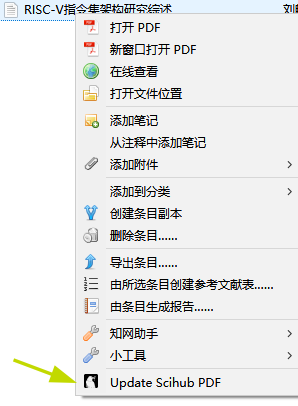 RISC-V指令集架构研究综述 刘
打开 PDF
新窗口打开 PDF
在线查看
打开文件位置
添加笔记
从注释中添加笔记
添加附件
添加到分类
创建条目副本
删除条目......
导出条目......
由所选条目创建参考文献表......
由条目生成报告......
知网助手
小工具
Update Scihub PDF